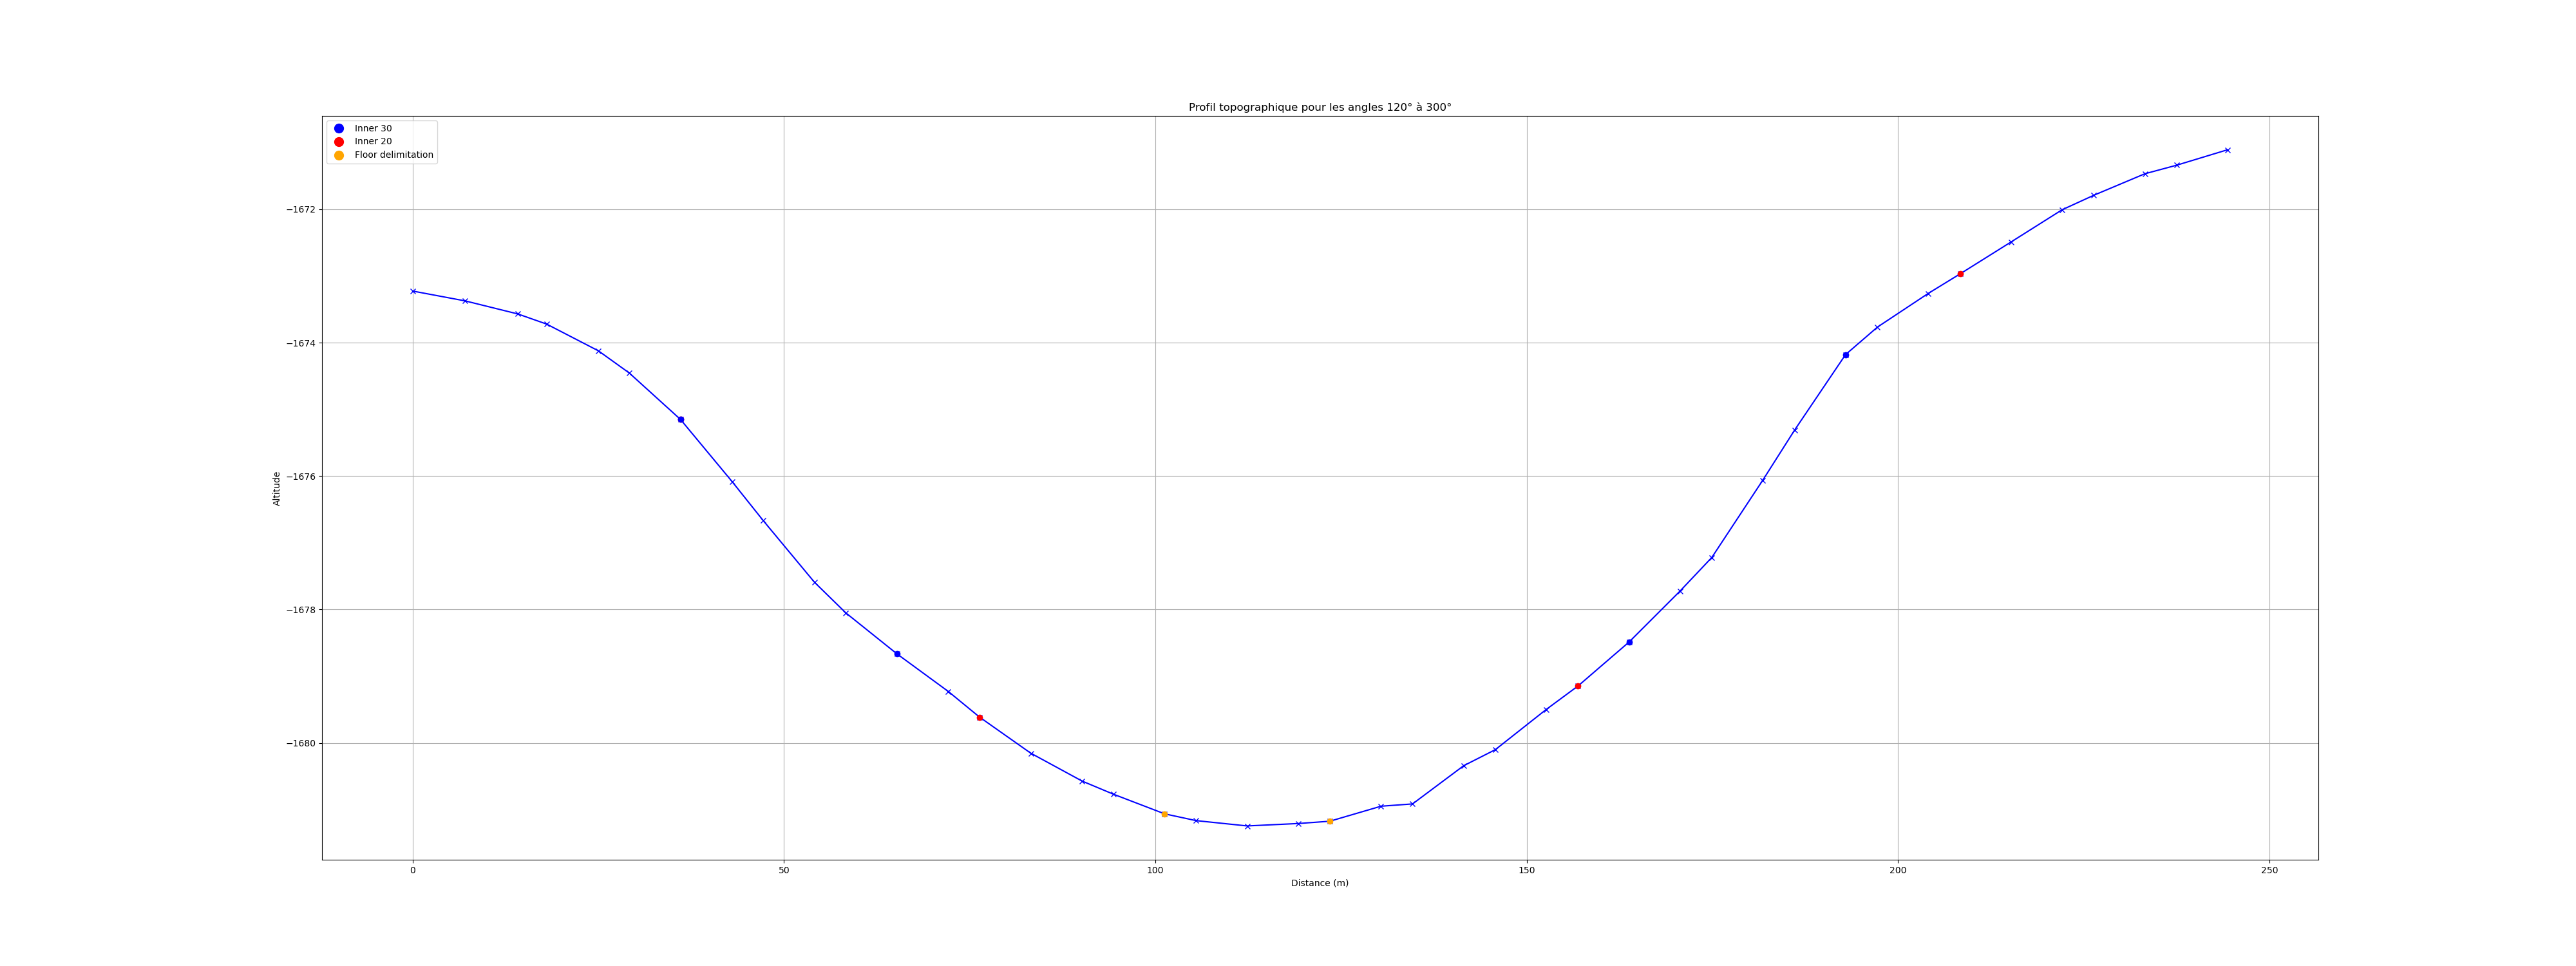 Profil topographique pour les angles 120° à 300°
Inner 30
Inner 20
Floor delimitation
Altitude
−1672
−1674
−1676
−1678
−1680
0 50 100 150 200 250
Distance (m)